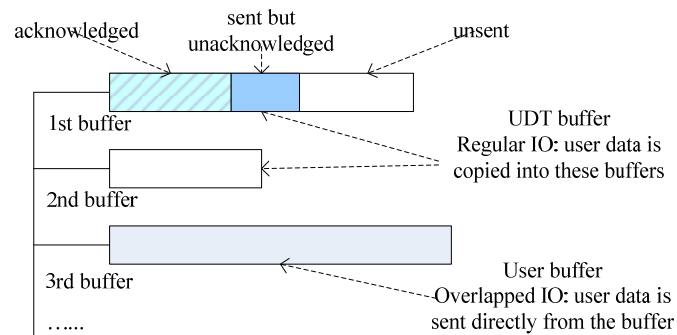 acknowledged
sent but
unacknowledged
unsent
1st buffer
UDT buffer
Regular IO: user data is
copied into these buffers
2nd buffer
3rd buffer
User buffer
Overlapped IO: user data is
sent directly from the buffer
…...